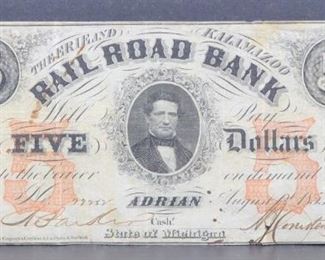 THE ERIE AND KALAMAZOO
RAIL ROAD BANK
Will Pay
FIVE Dollars
to the bearer on demand
ADRIAN August
Cash.r
State of Michigan